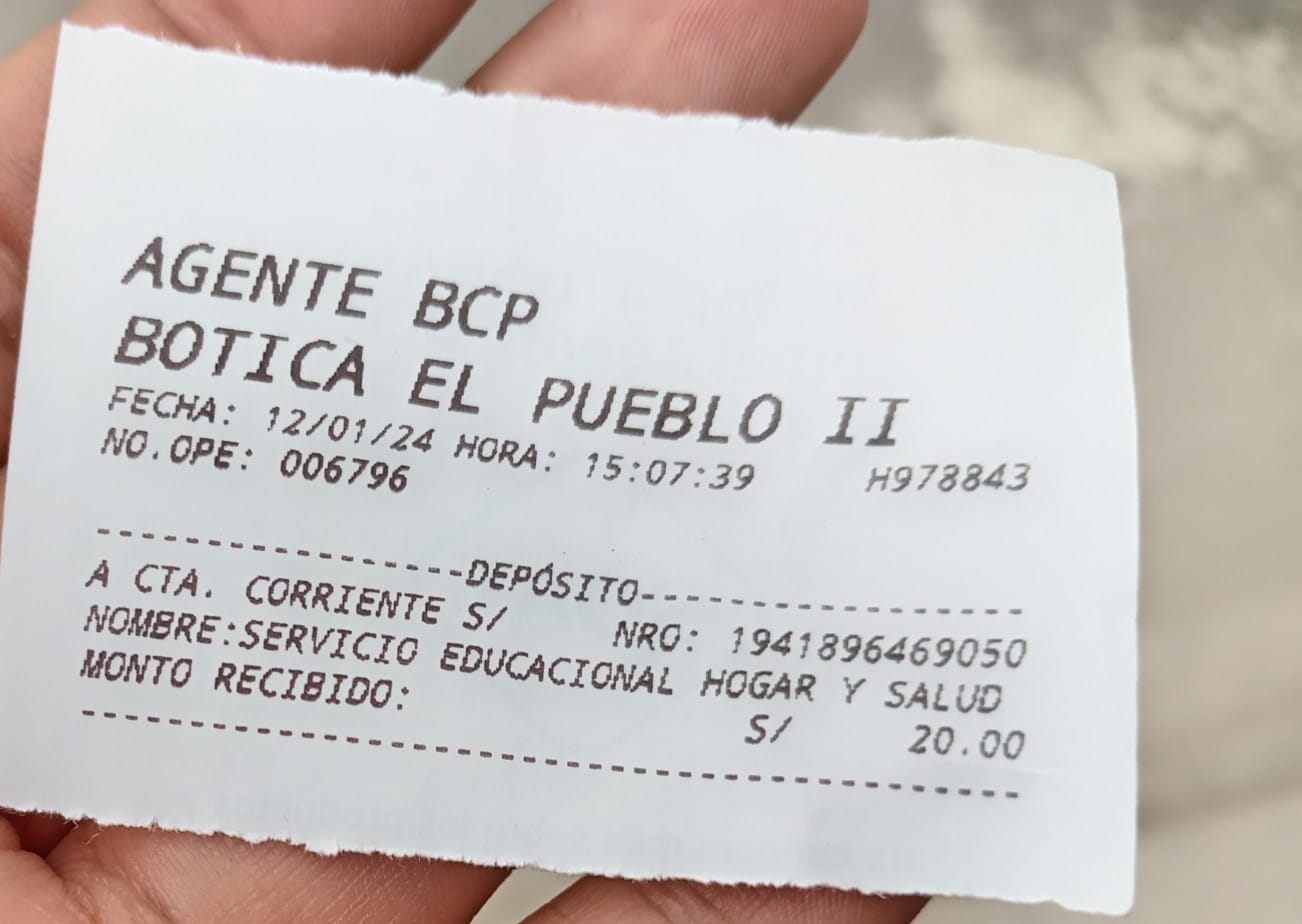 AGENTE BCP
BOTICA EL PUEBLO II
FECHA: 12/01/24 HORA: 15:07:39 H978843
NO.OPE: 006796
----------------DEPÓSITO-----------------
A CTA. CORRIENTE S/ NRO: 1941896469050
NOMBRE:SERVICIO EDUCACIONAL HOGAR Y SALUD
MONTO RECIBIDO: S/ 20.00
-----------------------------------------